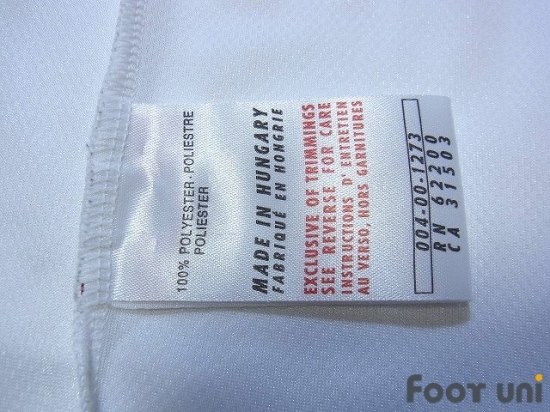 100% POLYESTER-POLIESTRE
POLIESTER
MADE IN HUNGARY
FABRIQUÉ EN HONGRIE
EXCLUSIVE OF TRIMMINGS
SEE REVERSE FOR CARE
INSTRUCTIONS D' ENTRETIEN
AU VERSO, HORS GARNITURES
004-00-1273
RN 62200
CA 31503
FOOT UNI